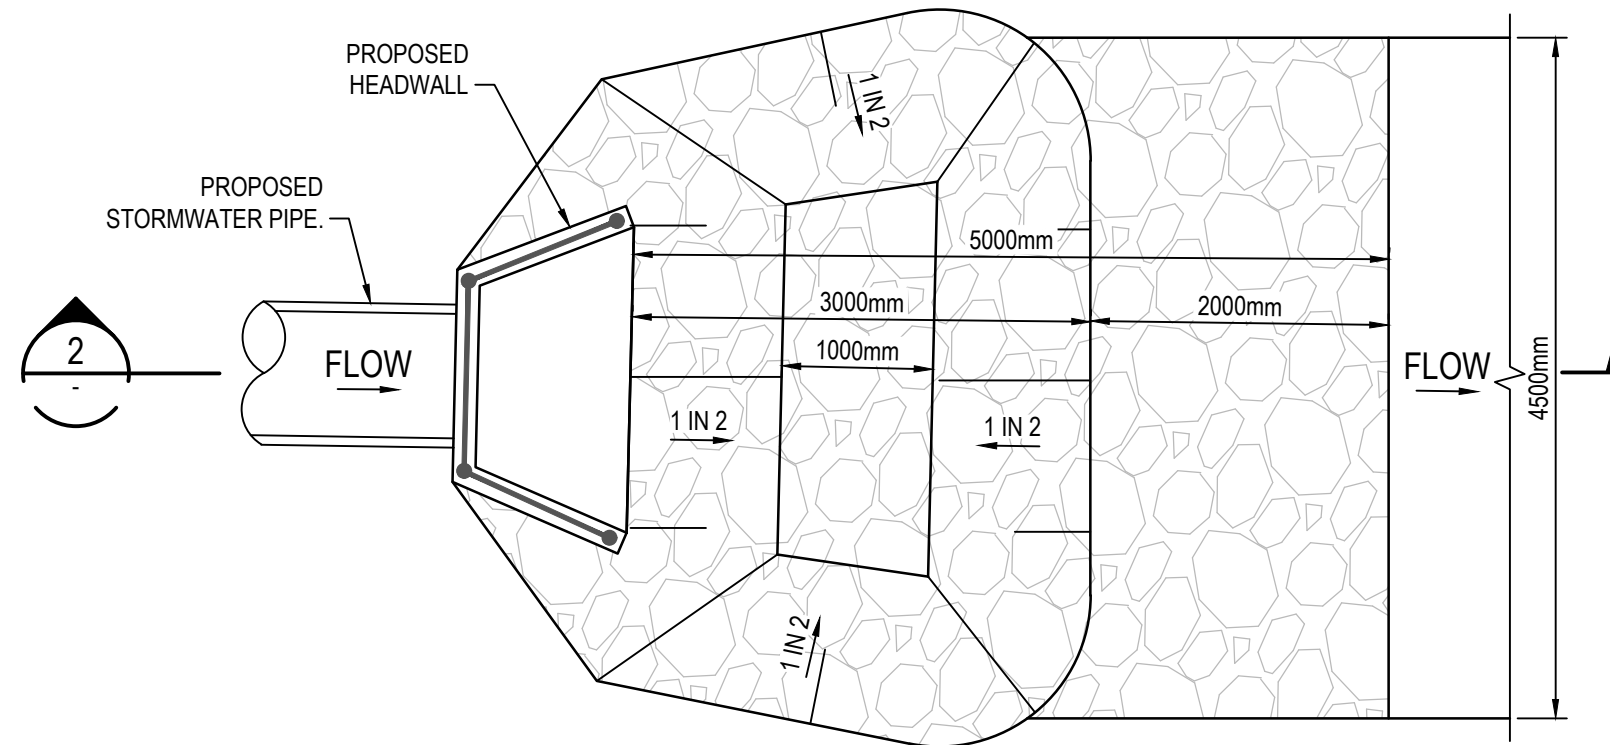 PROPOSED
HEADWALL
PROPOSED
STORMWATER PIPE.
1 IN 2
5000mm
3000mm
2000mm
1000mm
2
-
FLOW
FLOW
4500mm
1 IN 2
1 IN 2
1 IN 2